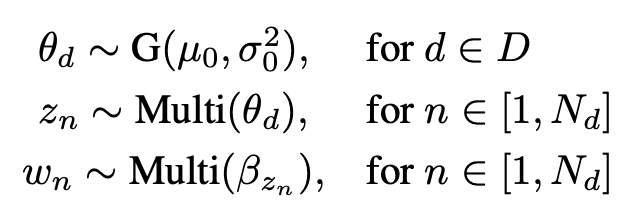 θ_d ∼ G(μ_0, σ_0^2), for d ∈ D
z_n ∼ Multi(θ_d), for n ∈ [1, N_d]
w_n ∼ Multi(β_{z_n}), for n ∈ [1, N_d]